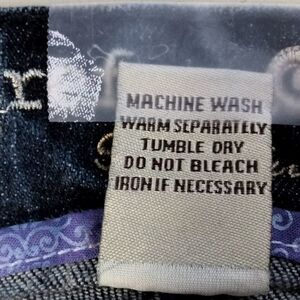 MACHINE WASH
WARM SEPARATELY
TUMBLE DRY
DO NOT BLEACH
IRON IF NECESSARY